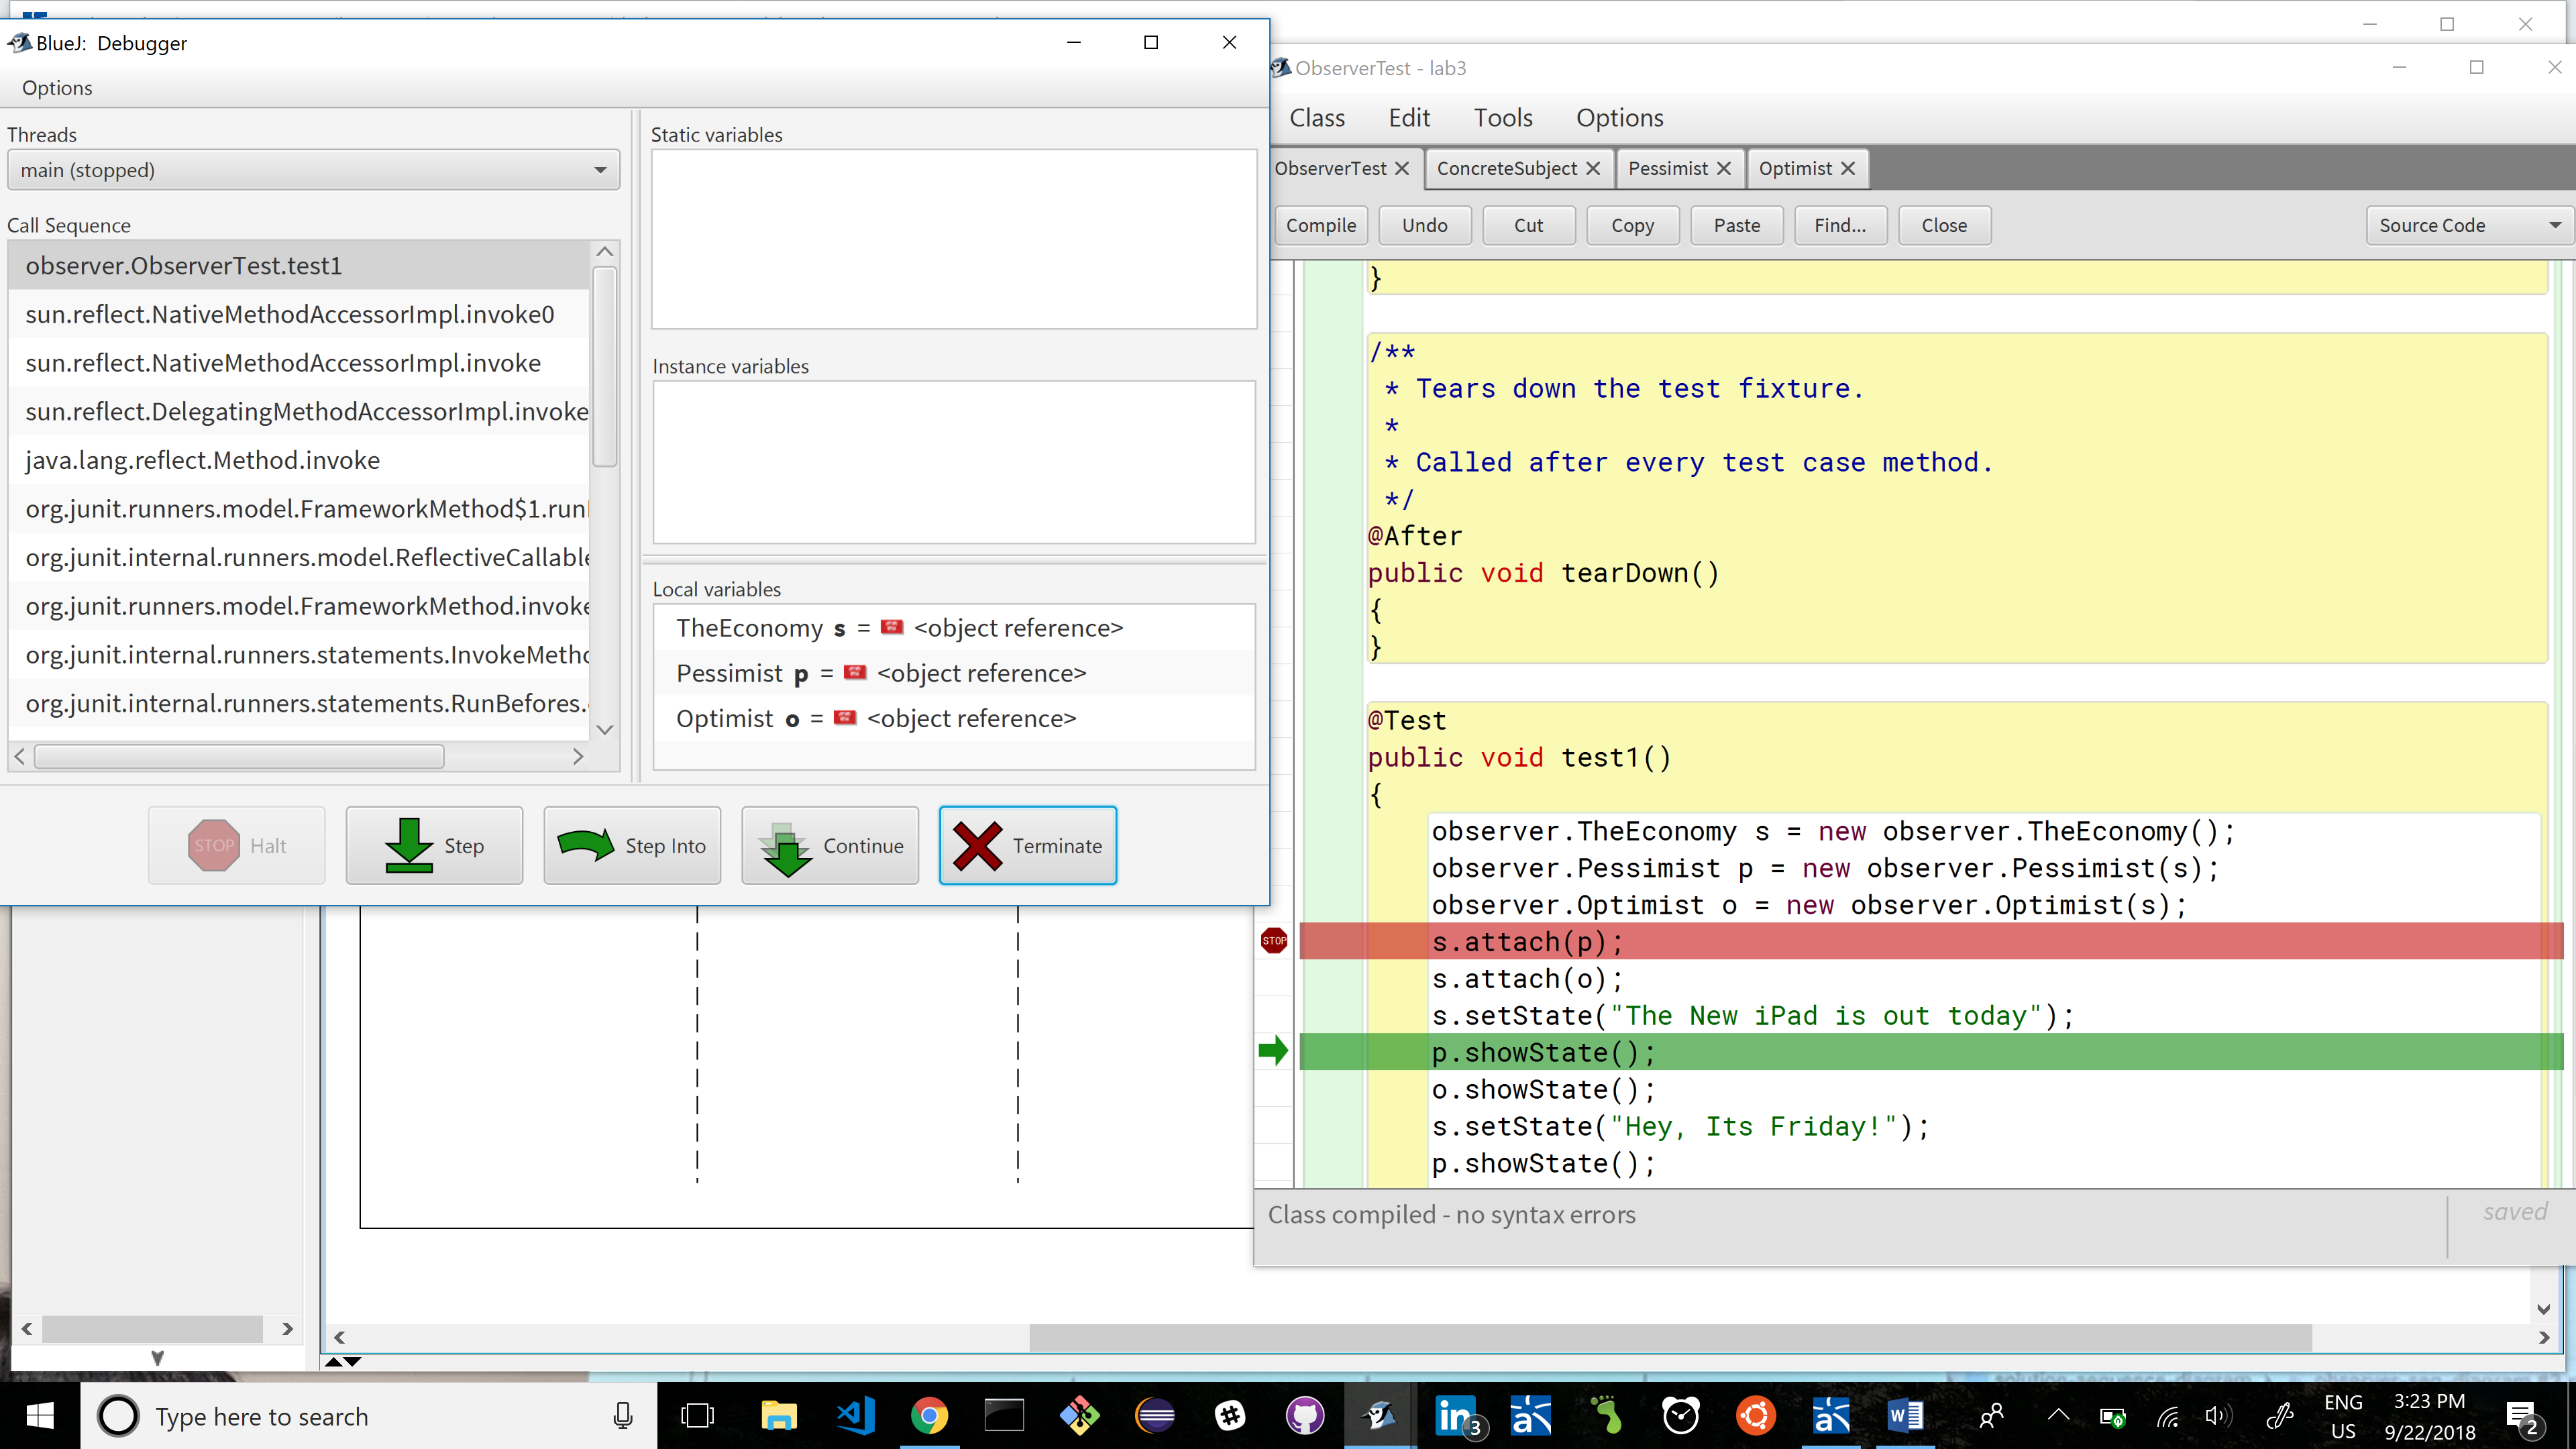 BlueJ: Debugger
Options
Threads
main (stopped)
Call Sequence
observer.ObserverTest.test1
sun.reflect.NativeMethodAccessorImpl.invoke0
sun.reflect.NativeMethodAccessorImpl.invoke
sun.reflect.DelegatingMethodAccessorImpl.invoke
java.lang.reflect.Method.invoke
org.junit.runners.model.FrameworkMethod$1.run
org.junit.internal.runners.model.ReflectiveCallable
org.junit.runners.model.FrameworkMethod.invoke
org.junit.internal.runners.statements.InvokeMetho
org.junit.internal.runners.statements.RunBefores.
Static variables
Instance variables
Local variables
TheEconomy s = <object reference>
Pessimist p = <object reference>
Optimist o = <object reference>
STOP Halt
Step
Step Into
Continue
Terminate
ObserverTest - lab3
Class Edit Tools Options
ObserverTest ConcreteSubject Pessimist Optimist
Compile Undo Cut Copy Paste Find... Close Source Code
}
/**
* Tears down the test fixture.
*
* Called after every test case method.
*/
@After
public void tearDown()
{
}
@Test
public void test1()
{
observer.TheEconomy s = new observer.TheEconomy();
observer.Pessimist p = new observer.Pessimist(s);
observer.Optimist o = new observer.Optimist(s);
STOP s.attach(p);
s.attach(o);
s.setState("The New iPad is out today");
p.showState();
o.showState();
s.setState("Hey, Its Friday!");
p.showState();
Class compiled - no syntax errors
saved
Type here to search
in 3
W
ENG
US
3:23 PM
9/22/2018
2